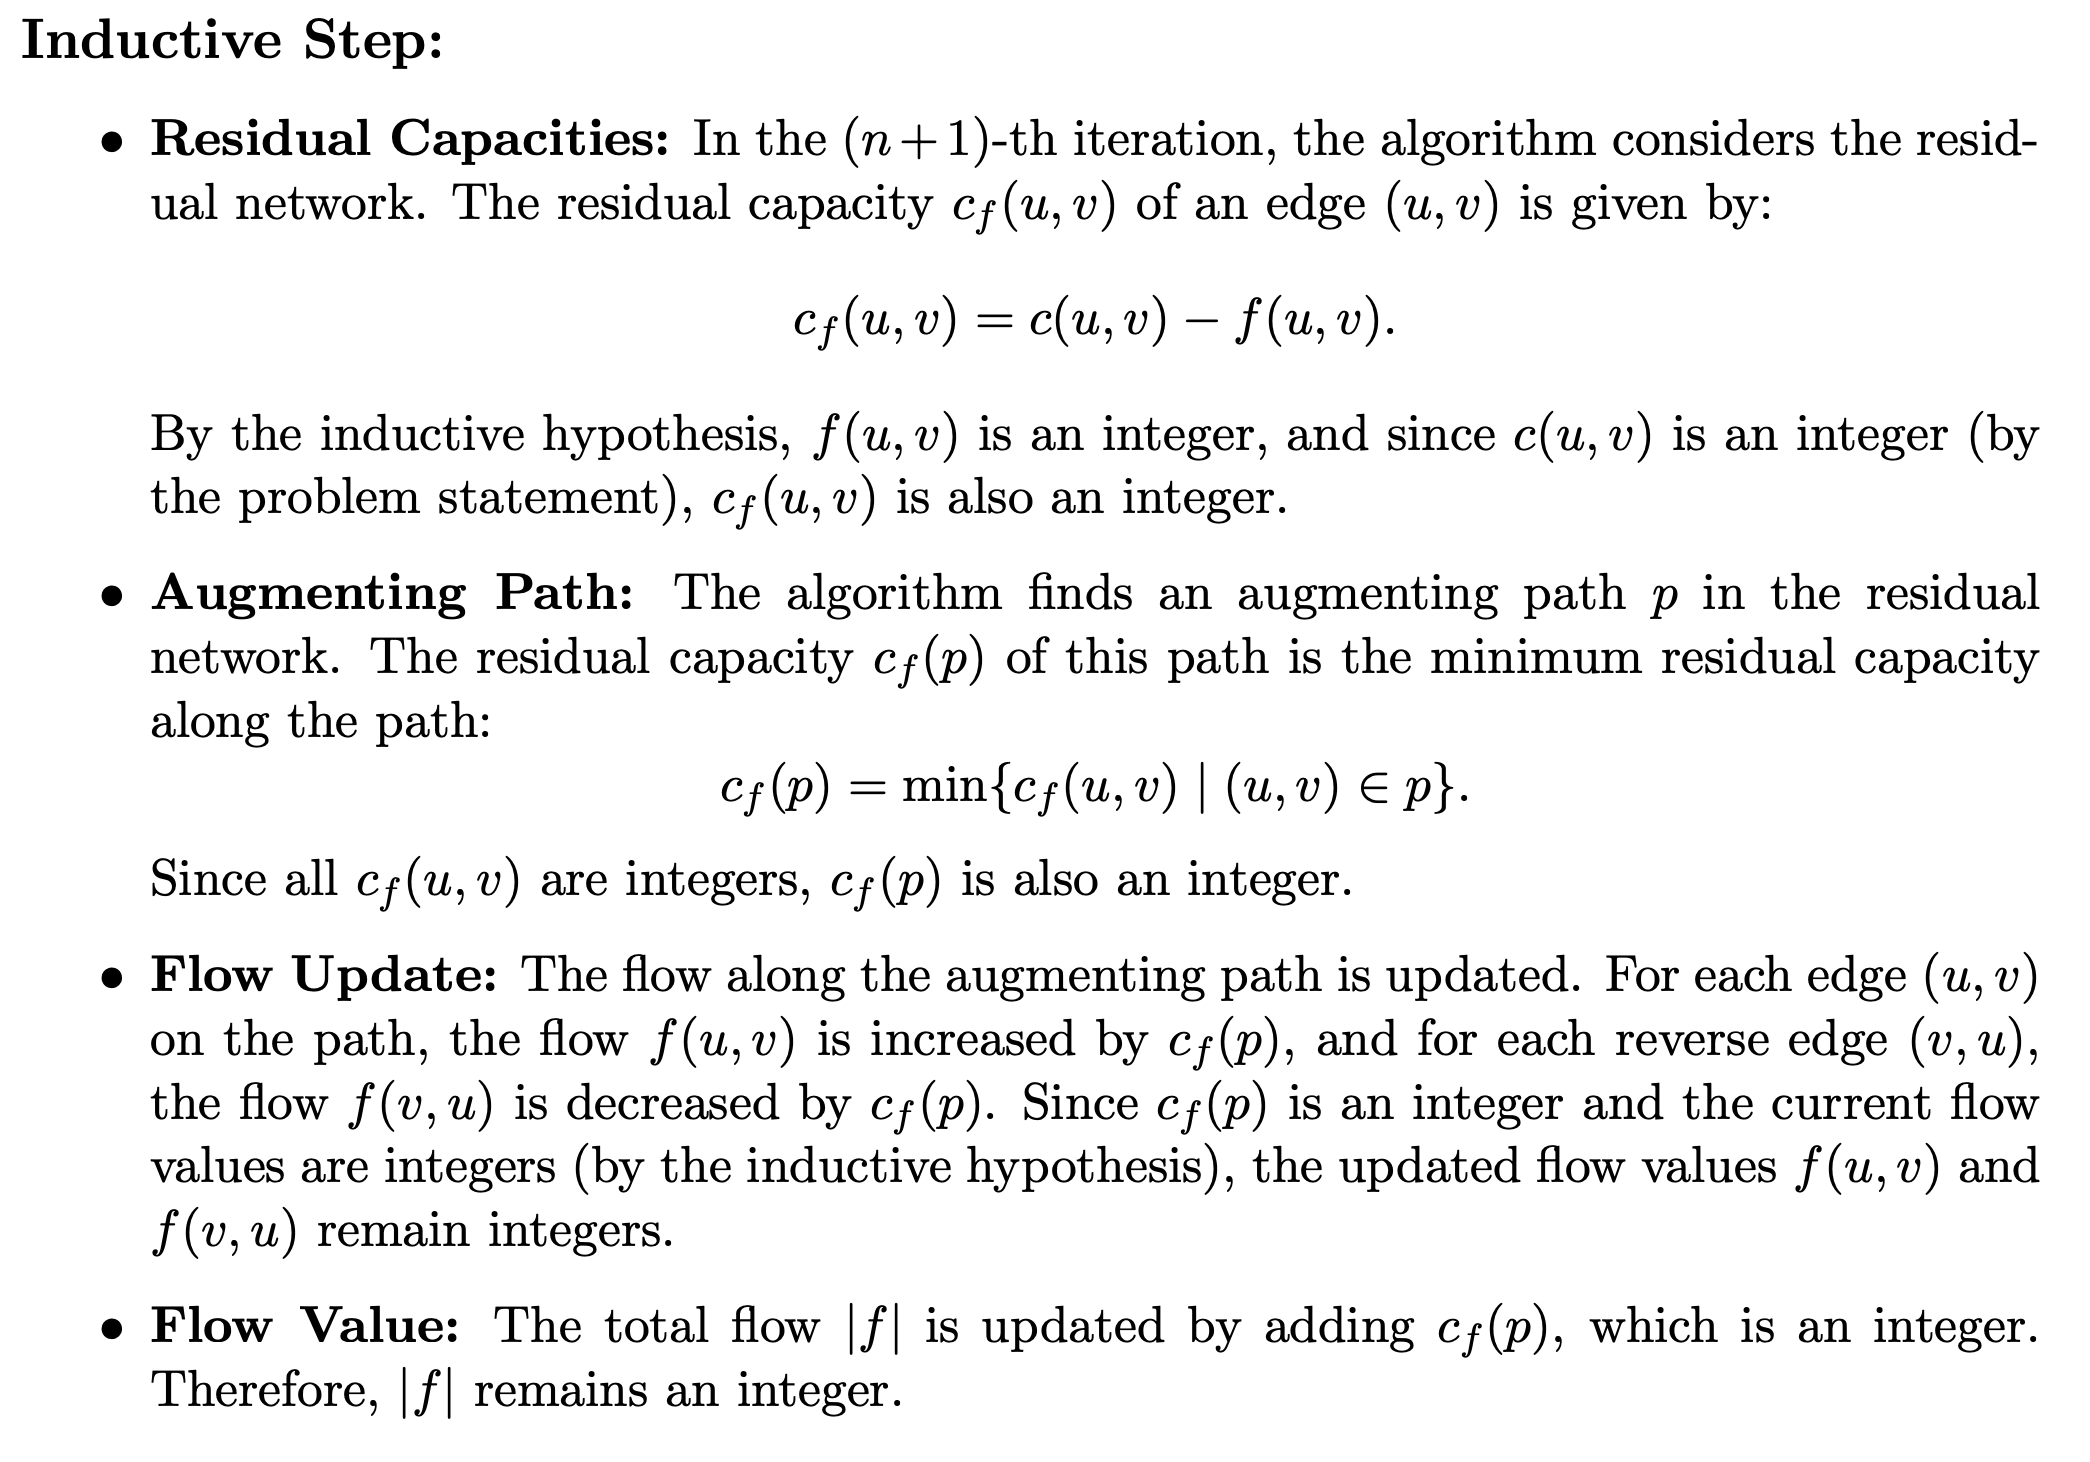 Inductive Step:
• Residual Capacities: In the (n + 1)-th iteration, the algorithm considers the resid-
ual network. The residual capacity c_f(u, v) of an edge (u, v) is given by:
c_f(u, v) = c(u, v) − f(u, v).
By the inductive hypothesis, f(u, v) is an integer, and since c(u, v) is an integer (by
the problem statement), c_f(u, v) is also an integer.
• Augmenting Path: The algorithm finds an augmenting path p in the residual
network. The residual capacity c_f(p) of this path is the minimum residual capacity
along the path:
c_f(p) = min{c_f(u, v) | (u, v) ∈ p}.
Since all c_f(u, v) are integers, c_f(p) is also an integer.
• Flow Update: The flow along the augmenting path is updated. For each edge (u, v)
on the path, the flow f(u, v) is increased by c_f(p), and for each reverse edge (v, u),
the flow f(v, u) is decreased by c_f(p). Since c_f(p) is an integer and the current flow
values are integers (by the inductive hypothesis), the updated flow values f(u, v) and
f(v, u) remain integers.
• Flow Value: The total flow |f| is updated by adding c_f(p), which is an integer.
Therefore, |f| remains an integer.